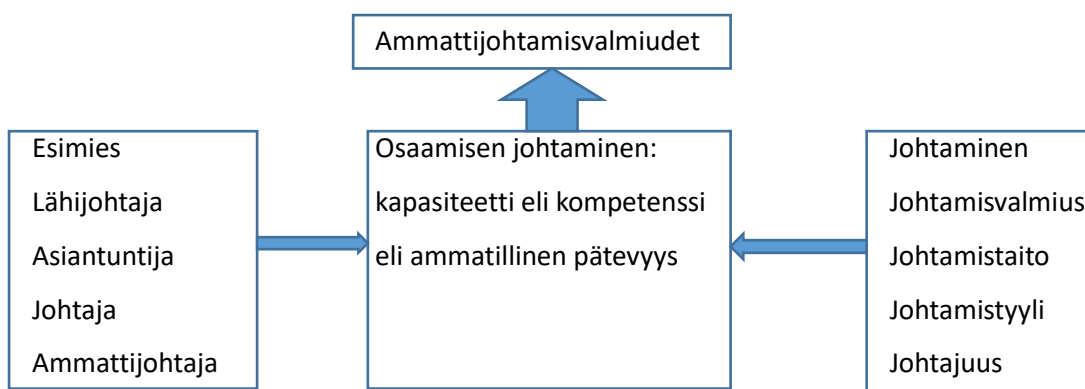 Ammattijohtamisvalmiudet
Esimies
Lähijohtaja
Asiantuntija
Johtaja
Ammattijohtaja
Osaamisen johtaminen:
kapasiteetti eli kompetenssi
eli ammatillinen pätevyys
Johtaminen
Johtamisvalmius
Johtamistaito
Johtamistyyli
Johtajuus